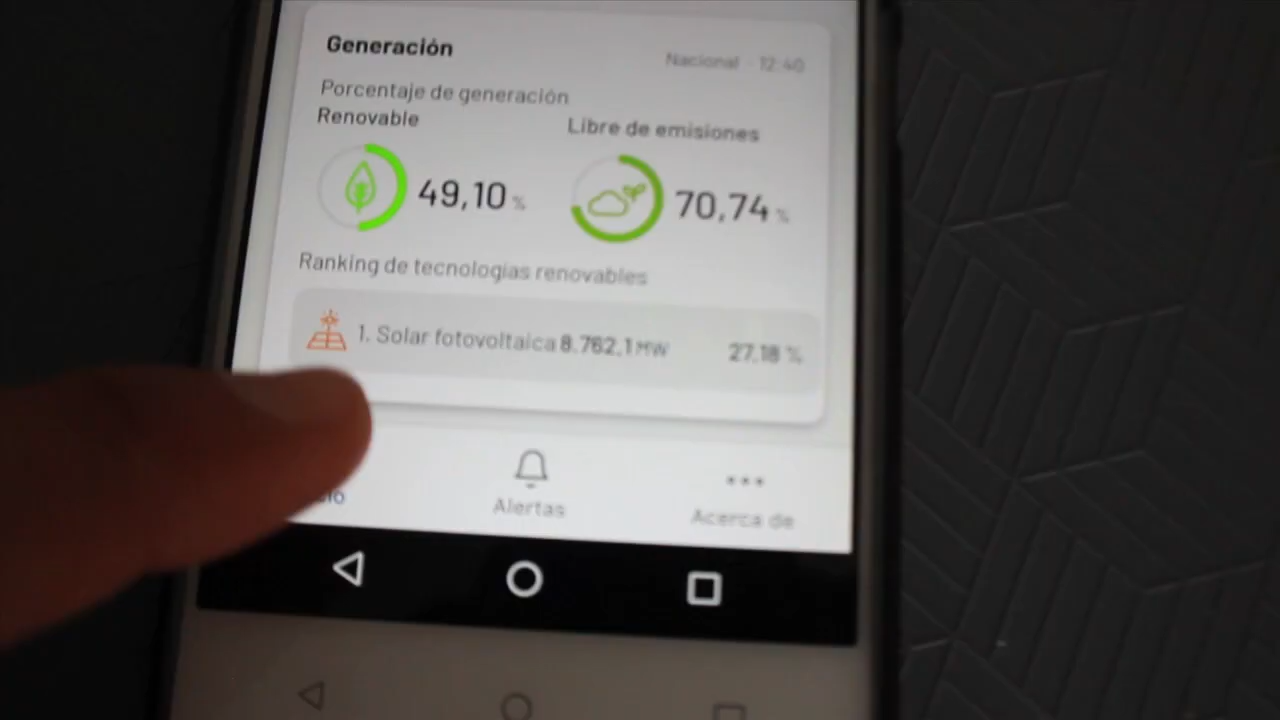 Generación
Nacional · 12:40
Porcentaje de generación
Renovable
Libre de emisiones
49,10 %
70,74 %
Ranking de tecnologías renovables
1. Solar fotovoltaica 8.762,1 MW 27,18 %
Alertas
Acerca de